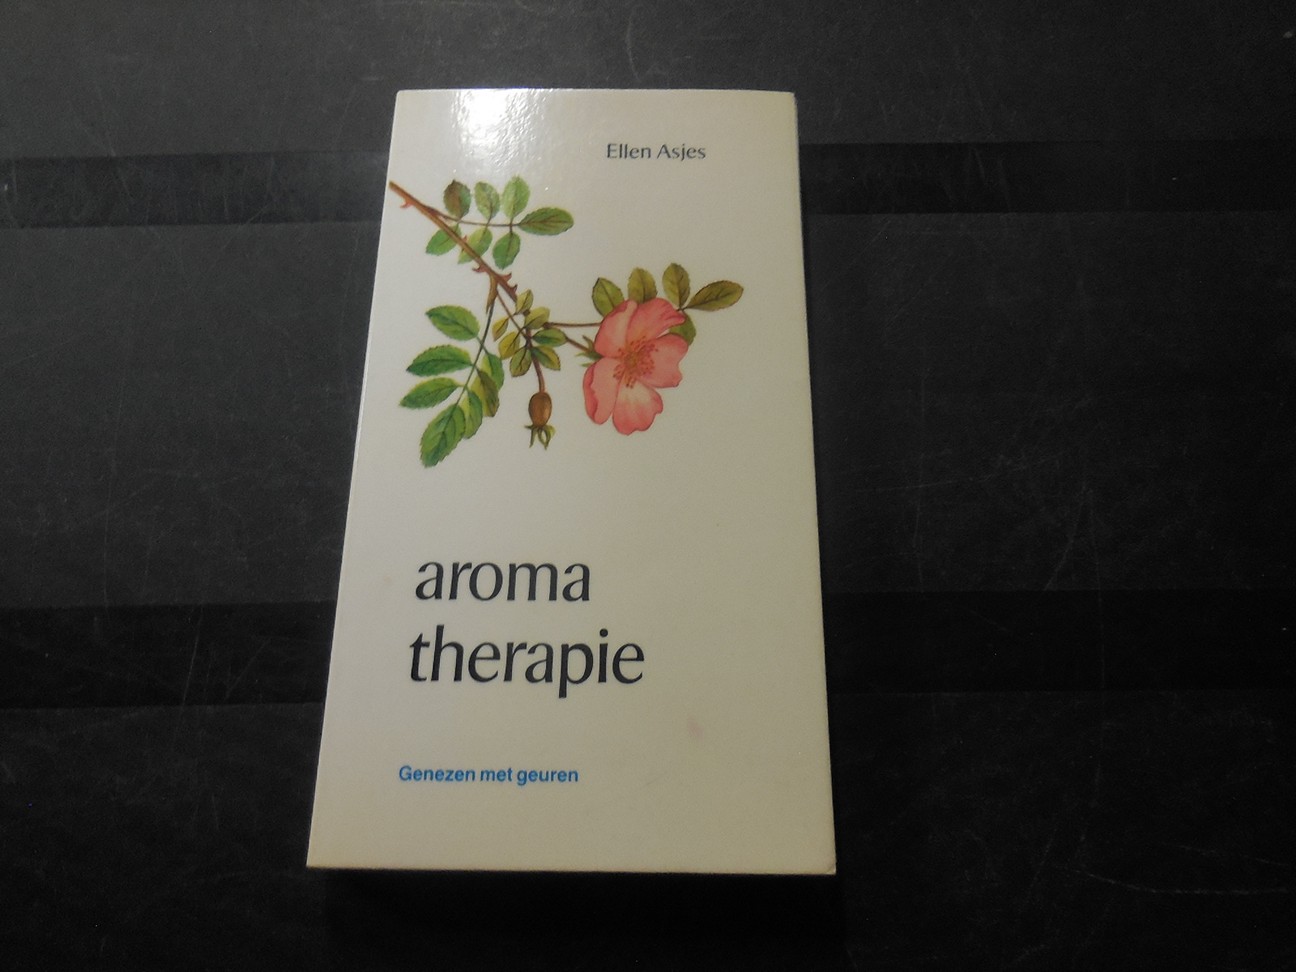 Ellen Asjes
aroma
therapie
Genezen met geuren